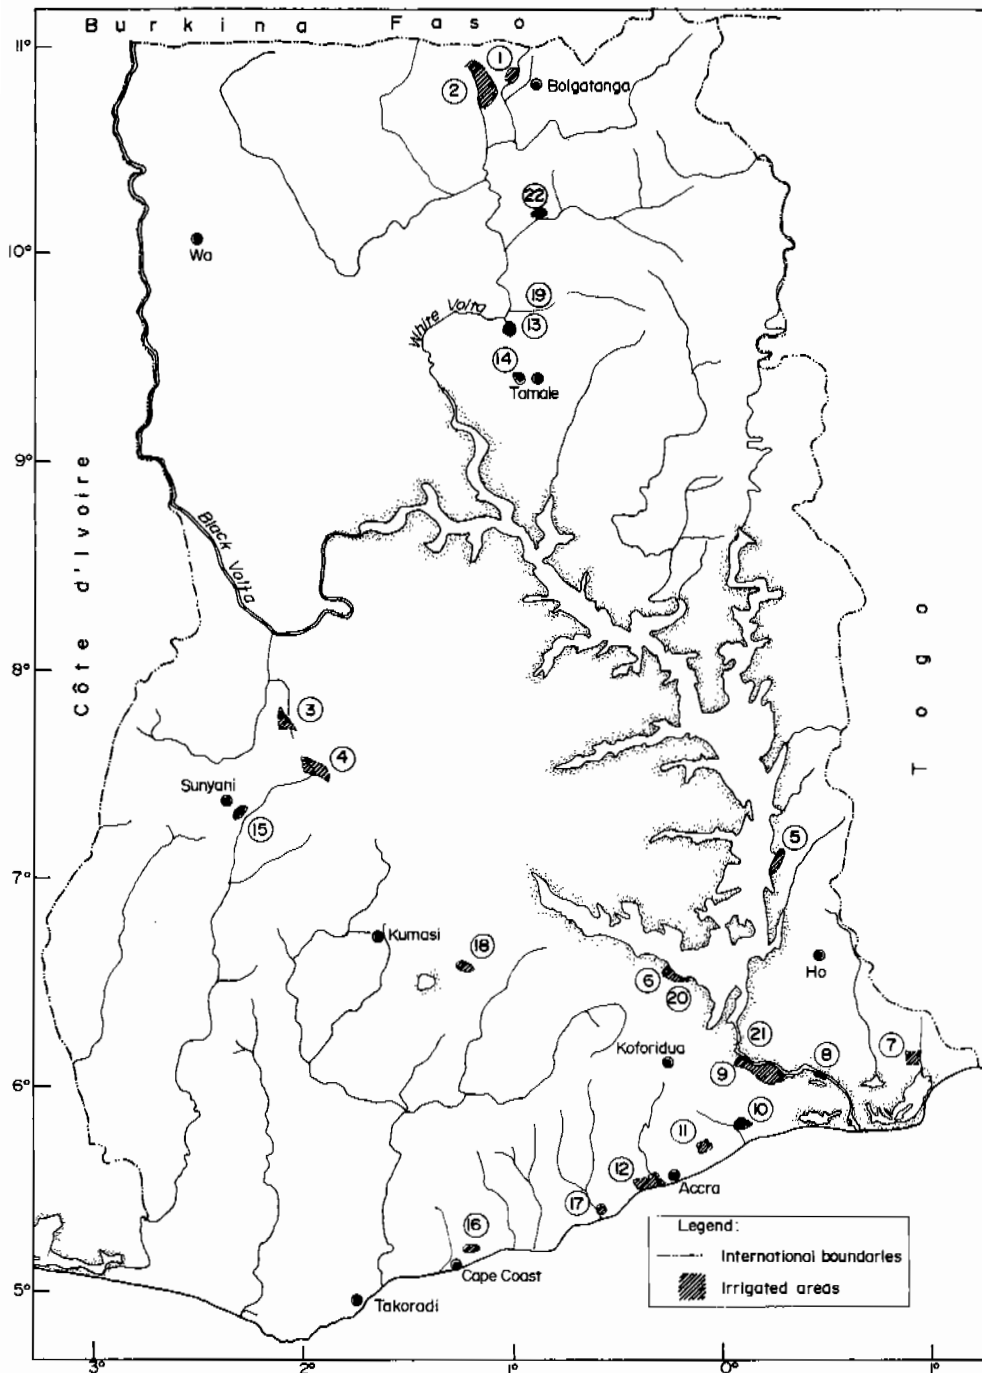 Burkina Faso
11°
1
2
Bolgatanga
22
10°
Wa
19
White Volta
13
14
Tamale
9°
Côte d'Ivoire
Black Volta
Togo
8°
3
4
Sunyani
15
5
7°
Kumasi
18
Ho
6
20
21
Koforidua
7
8
9
6°
10
11
12
Accra
17
16
Cape Coast
5°
Takoradi
Legend:
International boundaries
Irrigated areas
3°
2°
1°
0°
1°